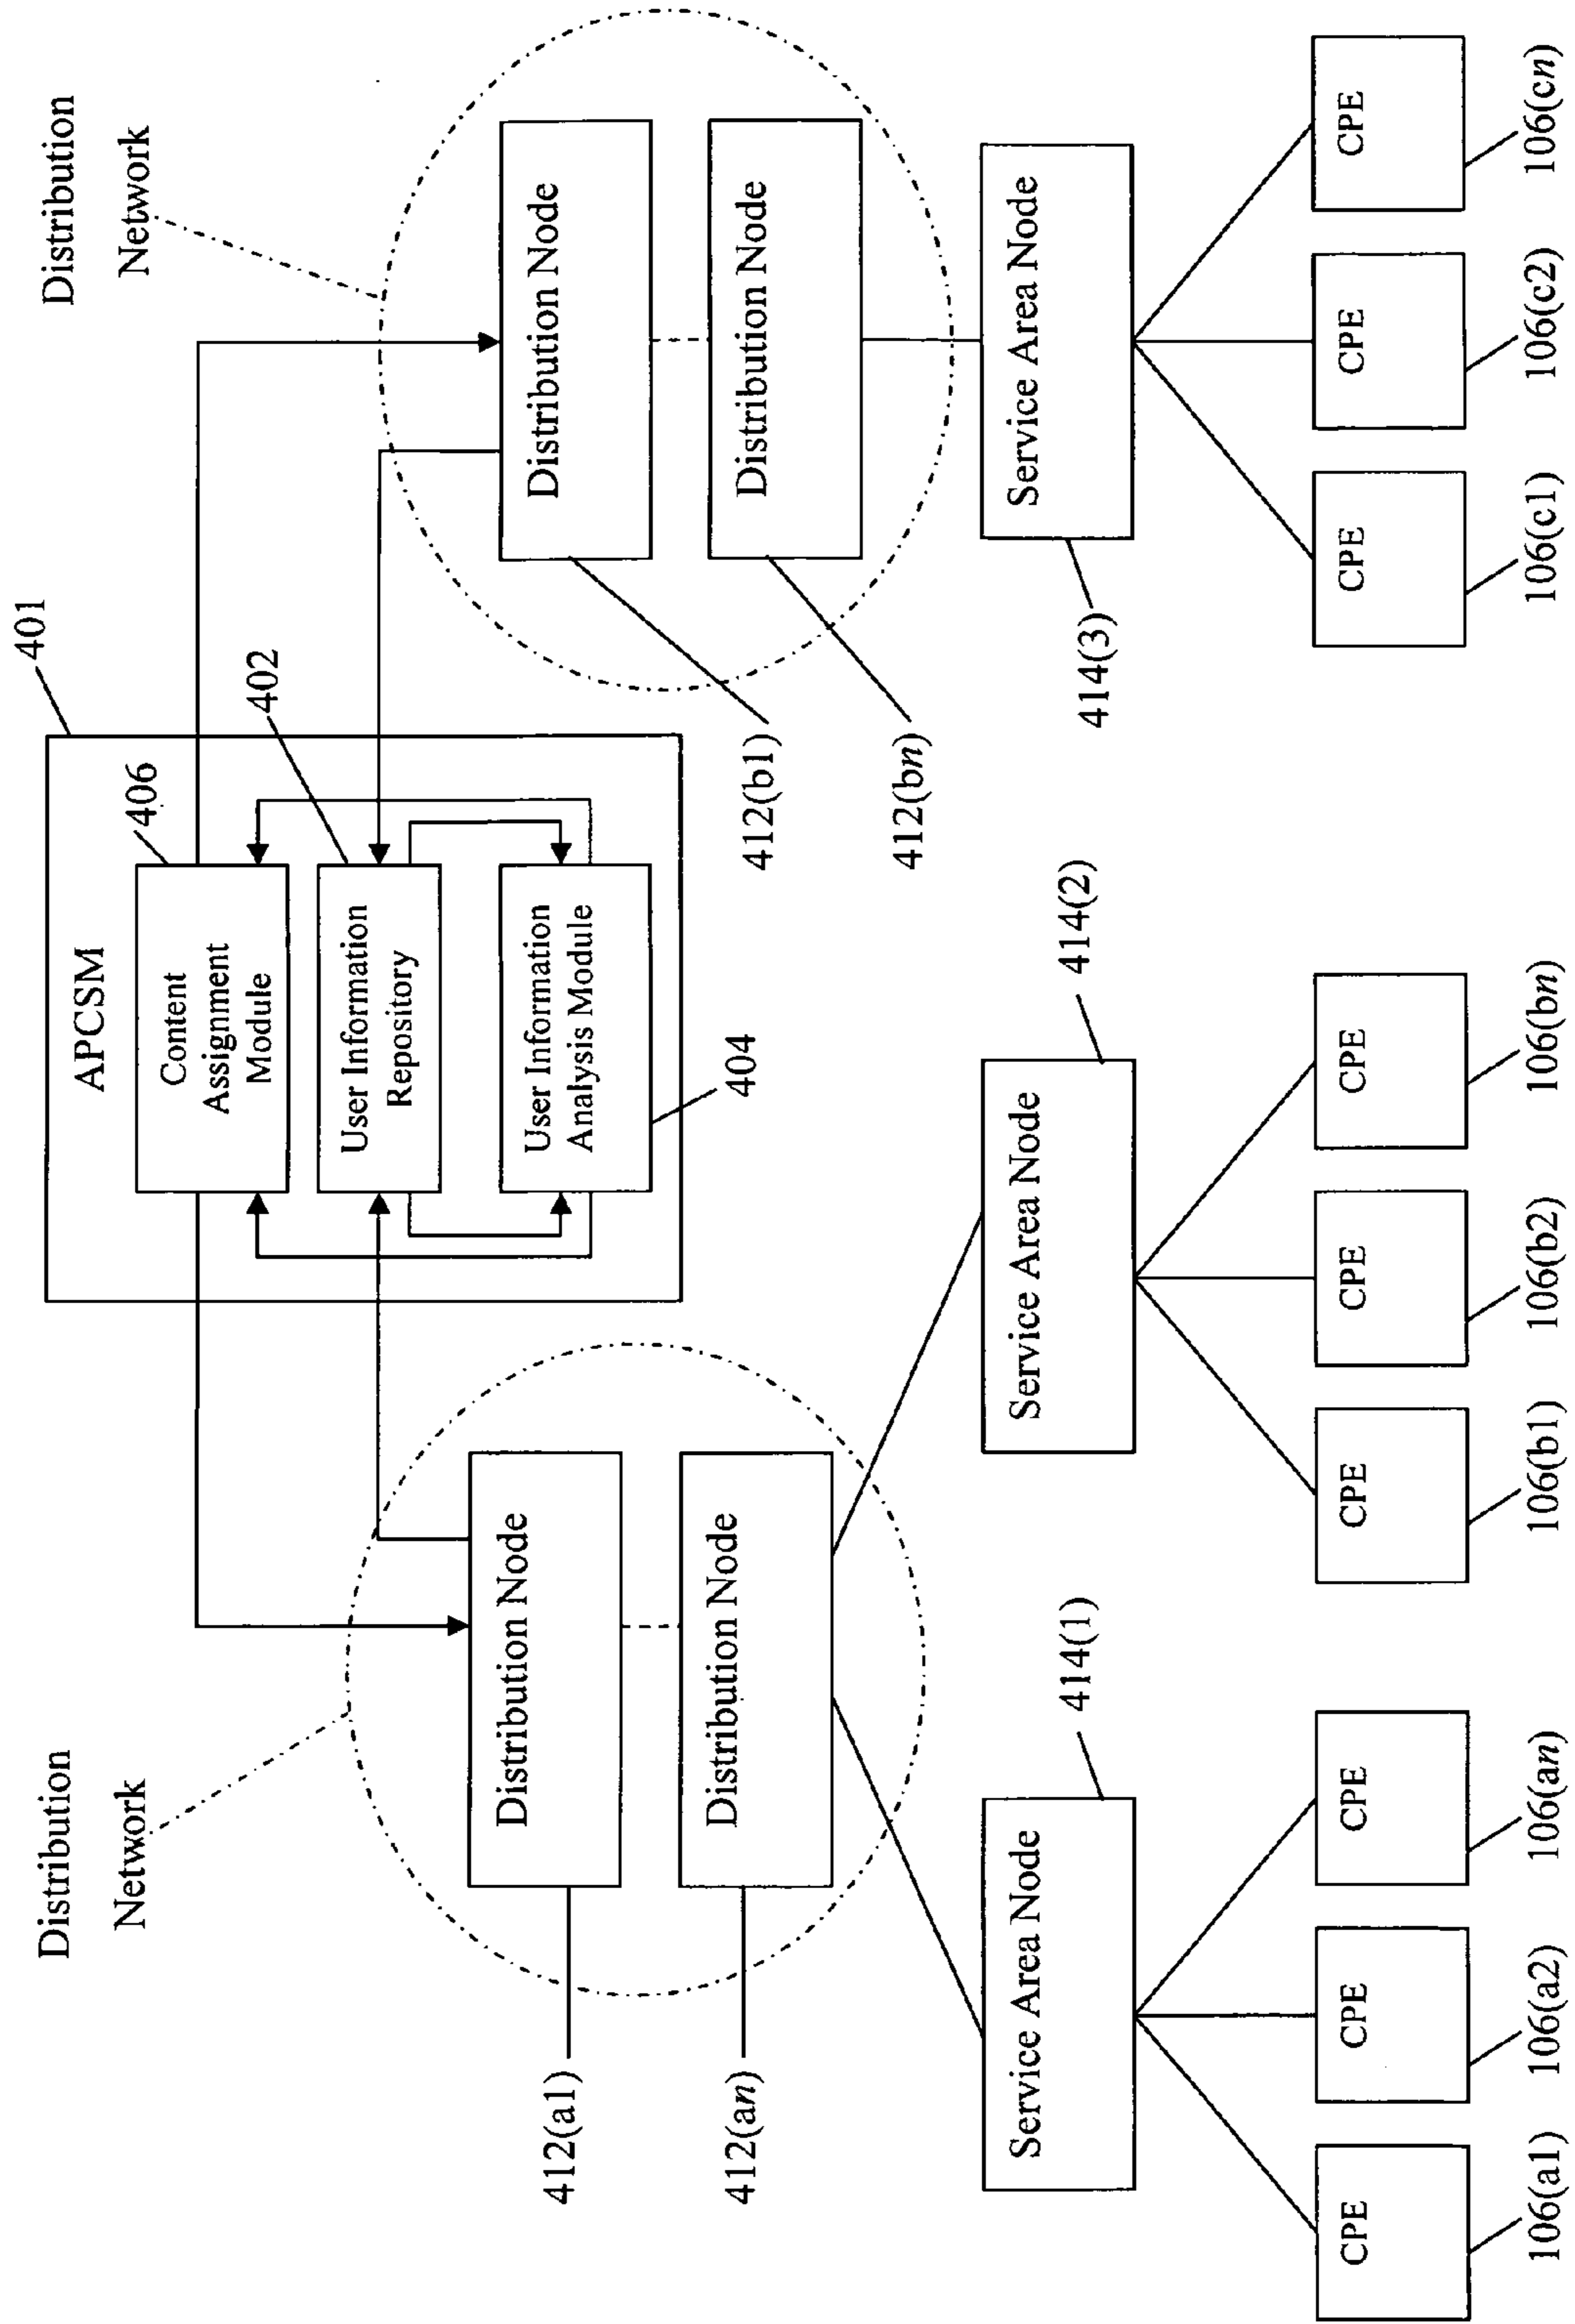 Distribution
Network
APCSM
401
Distribution
Network
Content
Assignment
Module
406
User Information
Repository
402
User Information
Analysis Module
404
Distribution Node
412(a1)
Distribution Node
412(an)
Distribution Node
412(b1)
Distribution Node
412(bn)
Service Area Node
414(1)
Service Area Node
414(2)
Service Area Node
414(3)
CPE
CPE
CPE
CPE
CPE
CPE
CPE
CPE
CPE
106(a1)
106(a2)
106(an)
106(b1)
106(b2)
106(bn)
106(c1)
106(c2)
106(cn)